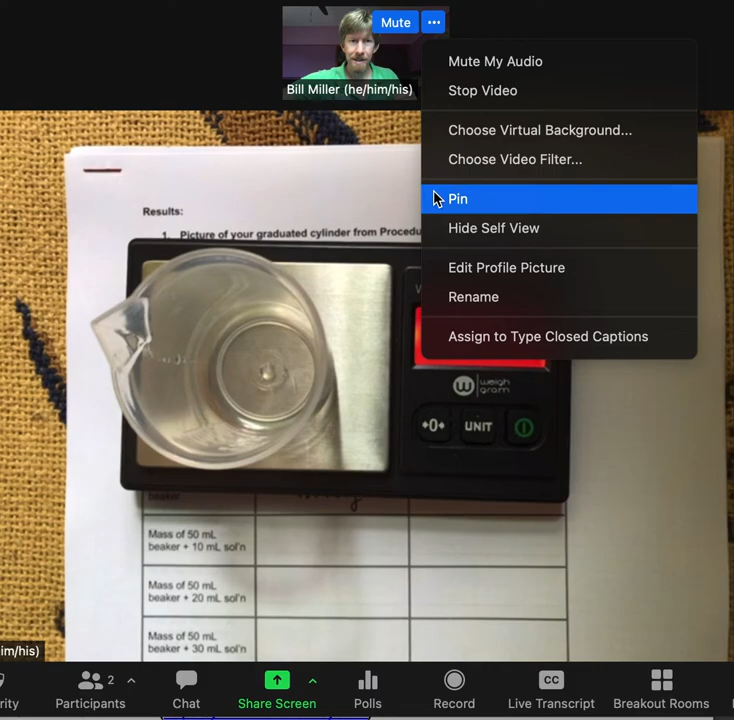 Mute
Bill Miller (he/him/his)
Mute My Audio
Stop Video
Choose Virtual Background...
Choose Video Filter...
Pin
Hide Self View
Edit Profile Picture
Rename
Assign to Type Closed Captions
Results:
1. Picture of your graduated cylinder from
weigh
gram
+0+ UNIT
beaker
Mass of 50 mL
beaker + 10 mL sol'n
Mass of 50 mL
beaker + 20 mL sol'n
Mass of 50 mL
beaker + 30 mL sol'n
im/his)
2
rity
Participants
Chat
Share Screen
Polls
Record
CC
Live Transcript
Breakout Rooms